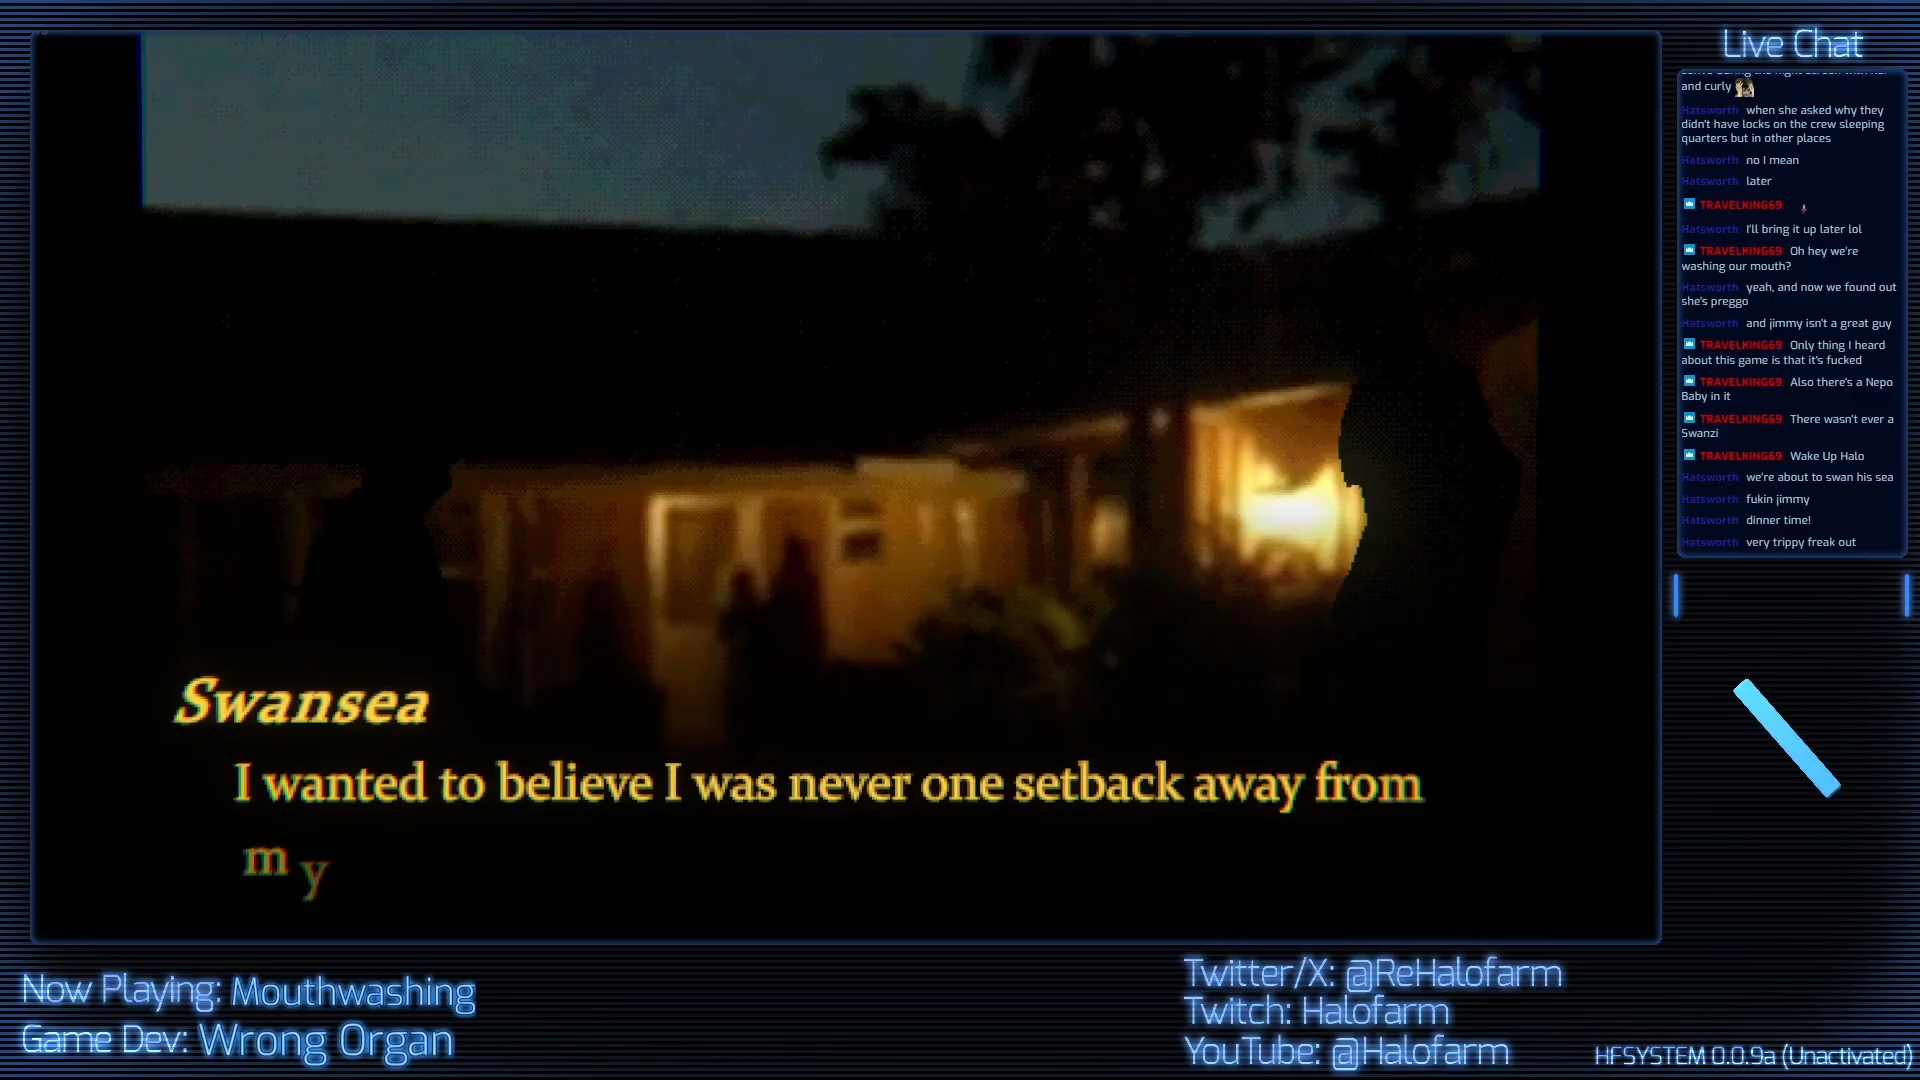 Live Chat
and curly
Hatsworth when she asked why they
didn't have locks on the crew sleeping
quarters but in other places
Hatsworth no I mean
Hatsworth later
TRAVELKING69
Hatsworth I'll bring it up later lol
TRAVELKING69 Oh hey we're
washing our mouth?
Hatsworth yeah, and now we found out
she's preggo
Hatsworth and jimmy isn't a great guy
TRAVELKING69 Only thing I heard
about this game is that it's fucked
TRAVELKING69 Also there's a Nepo
Baby in it
TRAVELKING69 There wasn't ever a
Swanzi
TRAVELKING69 Wake Up Halo
Hatsworth we're about to swan his sea
Hatsworth fukin jimmy
Hatsworth dinner time!
Hatsworth very trippy freak out
Swansea
I wanted to believe I was never one setback away from
my
Now Playing: Mouthwashing
Game Dev: Wrong Organ
Twitter/X: @ReHalofarm
Twitch: Halofarm
YouTube: @Halofarm
HFSYSTEM 0.0.9a (Unactivated)